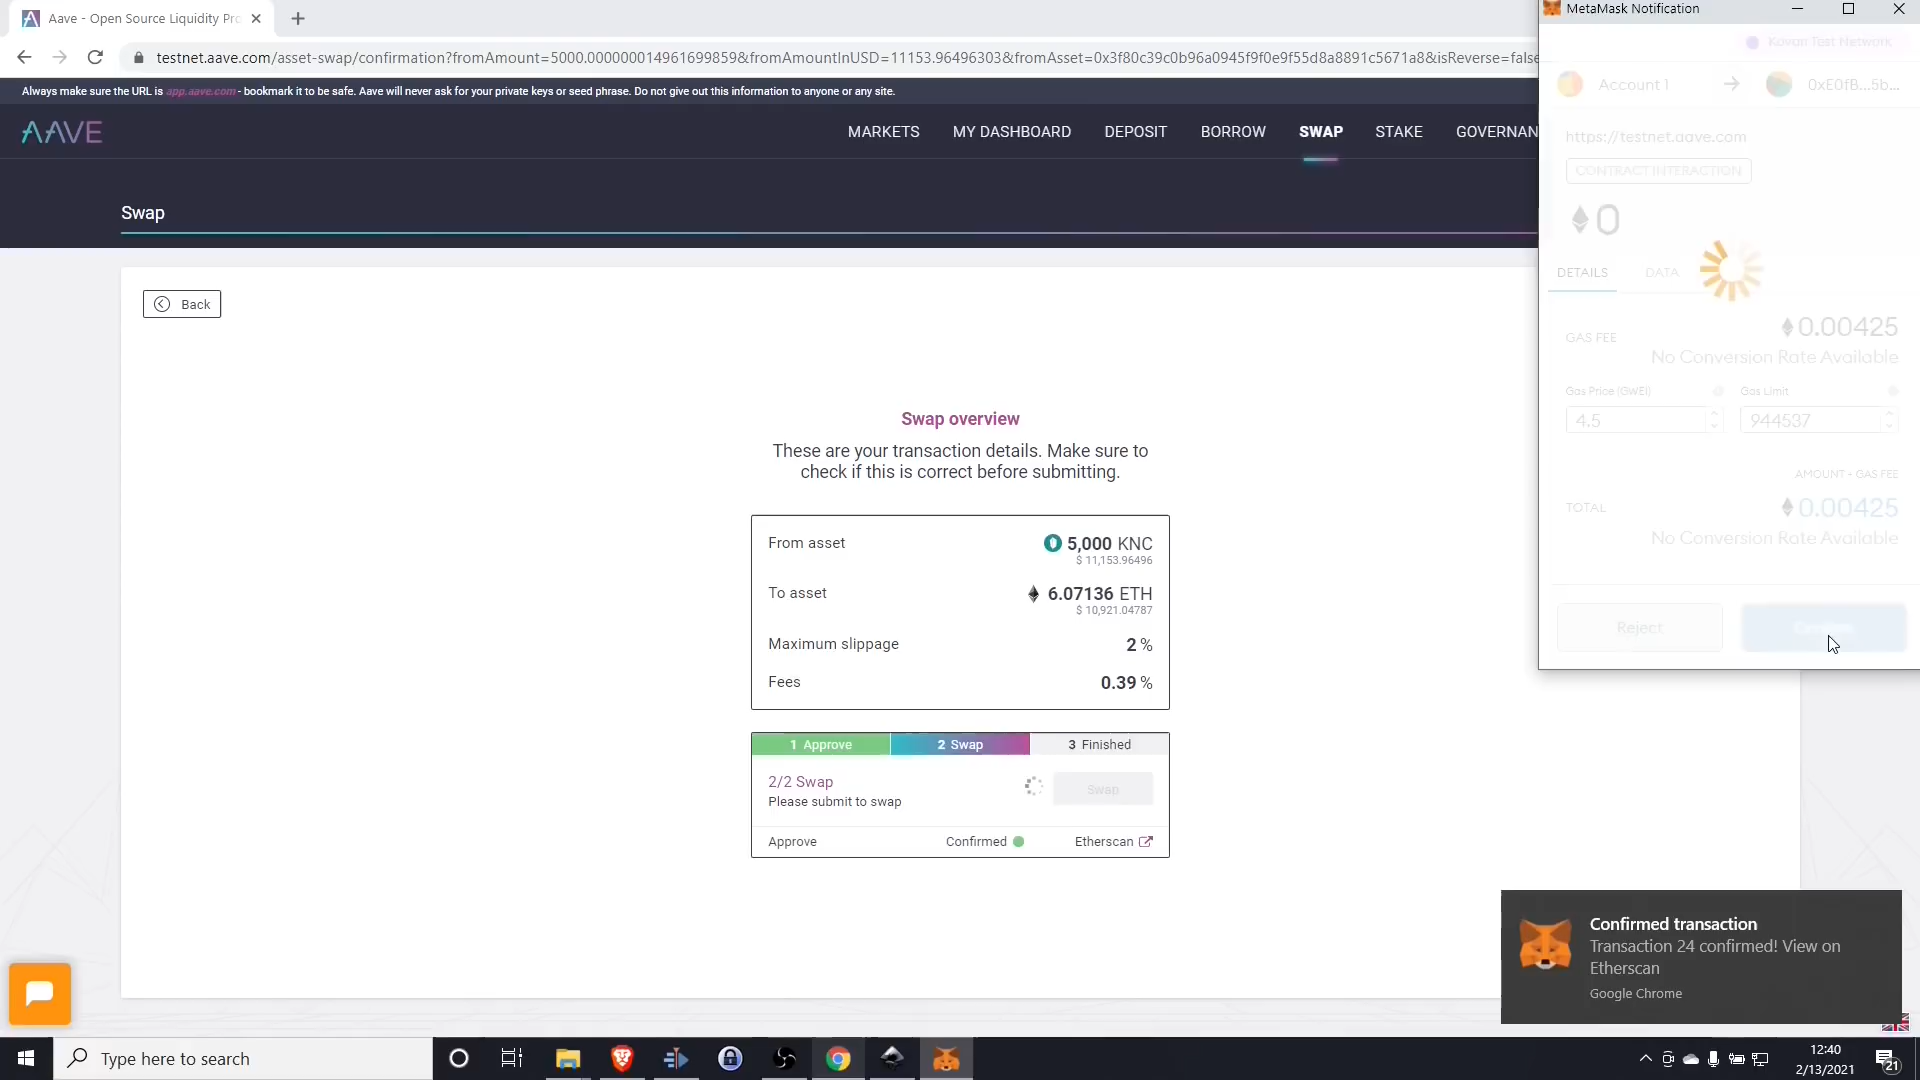 Aave - Open Source Liquidity Pro
testnet.aave.com/asset-swap/confirmation?fromAmount=5000.000000014961699859&fromAmountInUSD=11153.96496303&fromAsset=0x3f80c39c0b96a0945f9f0e9f55d8a8891c5671a8&isReverse=false
Always make sure the URL is app.aave.com - bookmark it to be safe. Aave will never ask for your private keys or seed phrase. Do not give out this information to anyone or any site.
AAVE
MARKETS
MY DASHBOARD
DEPOSIT
BORROW
SWAP
STAKE
GOVERNAN
Swap
Back
Swap overview
These are your transaction details. Make sure to
check if this is correct before submitting.
From asset
5,000 KNC
$ 11,153.96496
To asset
6.07136 ETH
$ 10,921.04787
Maximum slippage
2 %
Fees
0.39 %
1 Approve
2 Swap
3 Finished
2/2 Swap
Please submit to swap
Swap
Approve
Confirmed
Etherscan
MetaMask Notification
Kovan Test Network
Account 1
0xE0fB...5b...
https://testnet.aave.com
CONTRACT INTERACTION
0
DETAILS
DATA
GAS FEE
0.00425
No Conversion Rate Available
Gas Price (GWEI)
Gas Limit
4.5
944537
AMOUNT + GAS FEE
TOTAL
0.00425
No Conversion Rate Available
Reject
Confirm
Confirmed transaction
Transaction 24 confirmed! View on
Etherscan
Google Chrome
Type here to search
12:40
2/13/2021
21